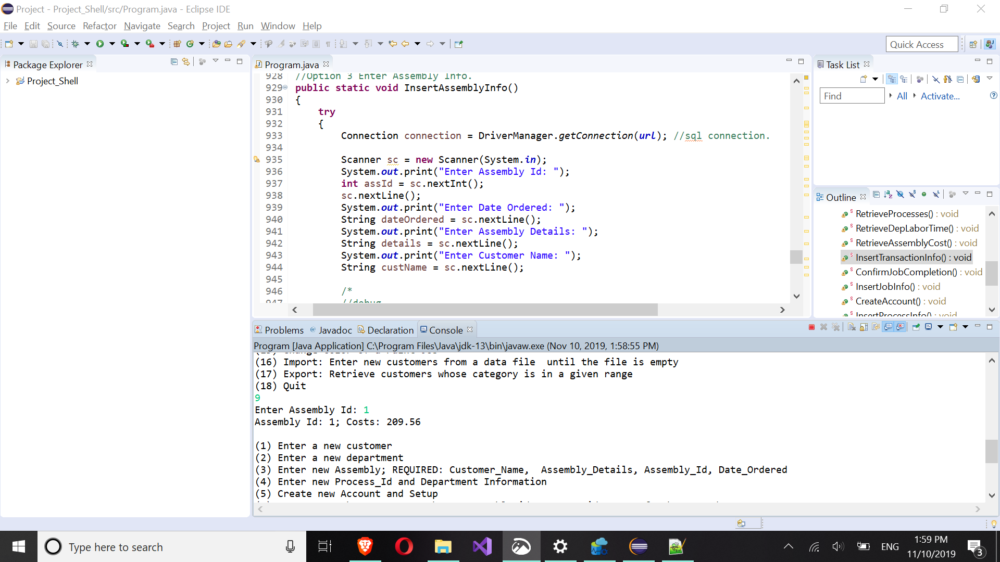 Project - Project_Shell/src/Program.java - Eclipse IDE
File Edit Source Refactor Navigate Search Project Run Window Help
Quick Access
Package Explorer
Project_Shell
Program.java
928 //Option 3 Enter Assembly Info.
929 public static void InsertAssemblyInfo()
930 {
931 try
932 {
933 Connection connection = DriverManager.getConnection(url); //sql connection.
934
935 Scanner sc = new Scanner(System.in);
936 System.out.print("Enter Assembly Id: ");
937 int assId = sc.nextInt();
938 sc.nextLine();
939 System.out.print("Enter Date Ordered: ");
940 String dateOrdered = sc.nextLine();
941 System.out.print("Enter Assembly Details: ");
942 String details = sc.nextLine();
943 System.out.print("Enter Customer Name: ");
944 String custName = sc.nextLine();
945
946 /*
947 //debug
Task List
Find All Activate...
Outline
RetrieveProcesses() : void
RetrieveDepLaborTime() : void
RetrieveAssemblyCost() : void
InsertTransactionInfo() : void
ConfirmJobCompletion() : void
InsertJobInfo() : void
CreateAccount() : void
InsertProcessInfo() : void
Problems @ Javadoc Declaration Console
Program [Java Application] C:\Program Files\Java\jdk-13\bin\javaw.exe (Nov 10, 2019, 1:58:55 PM)
(16) Import: Enter new customers from a data file  until the file is empty
(17) Export: Retrieve customers whose category is in a given range
(18) Quit
9
Enter Assembly Id: 1
Assembly Id: 1; Costs: 209.56
(1) Enter a new customer
(2) Enter a new department
(3) Enter new Assembly; REQUIRED: Customer_Name,  Assembly_Details, Assembly_Id, Date_Ordered
(4) Enter new Process_Id and Department Information
(5) Create new Account and Setup
Type here to search
ENG
1:59 PM
11/10/2019
3